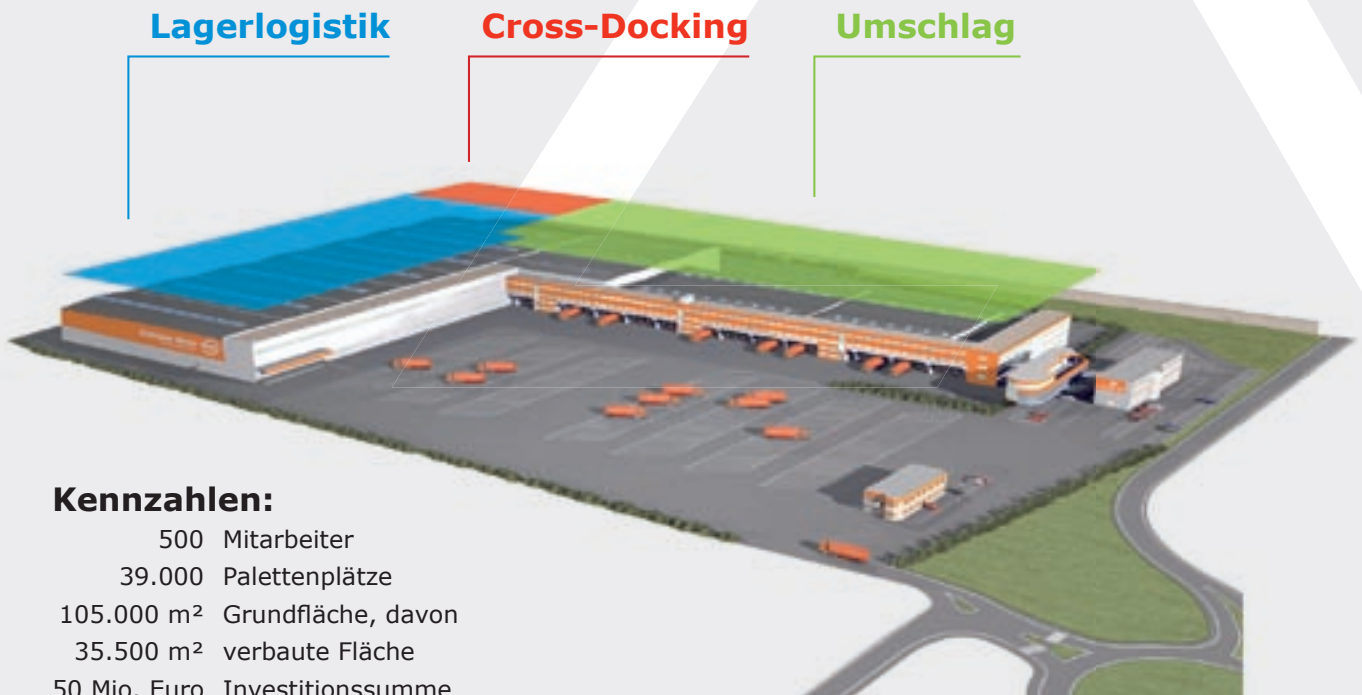 Lagerlogistik
Cross-Docking
Umschlag
Kennzahlen:
500 Mitarbeiter
39.000 Palettenplätze
105.000 m² Grundfläche, davon
35.500 m² verbaute Fläche
50 Mio. Euro Investitionssumme